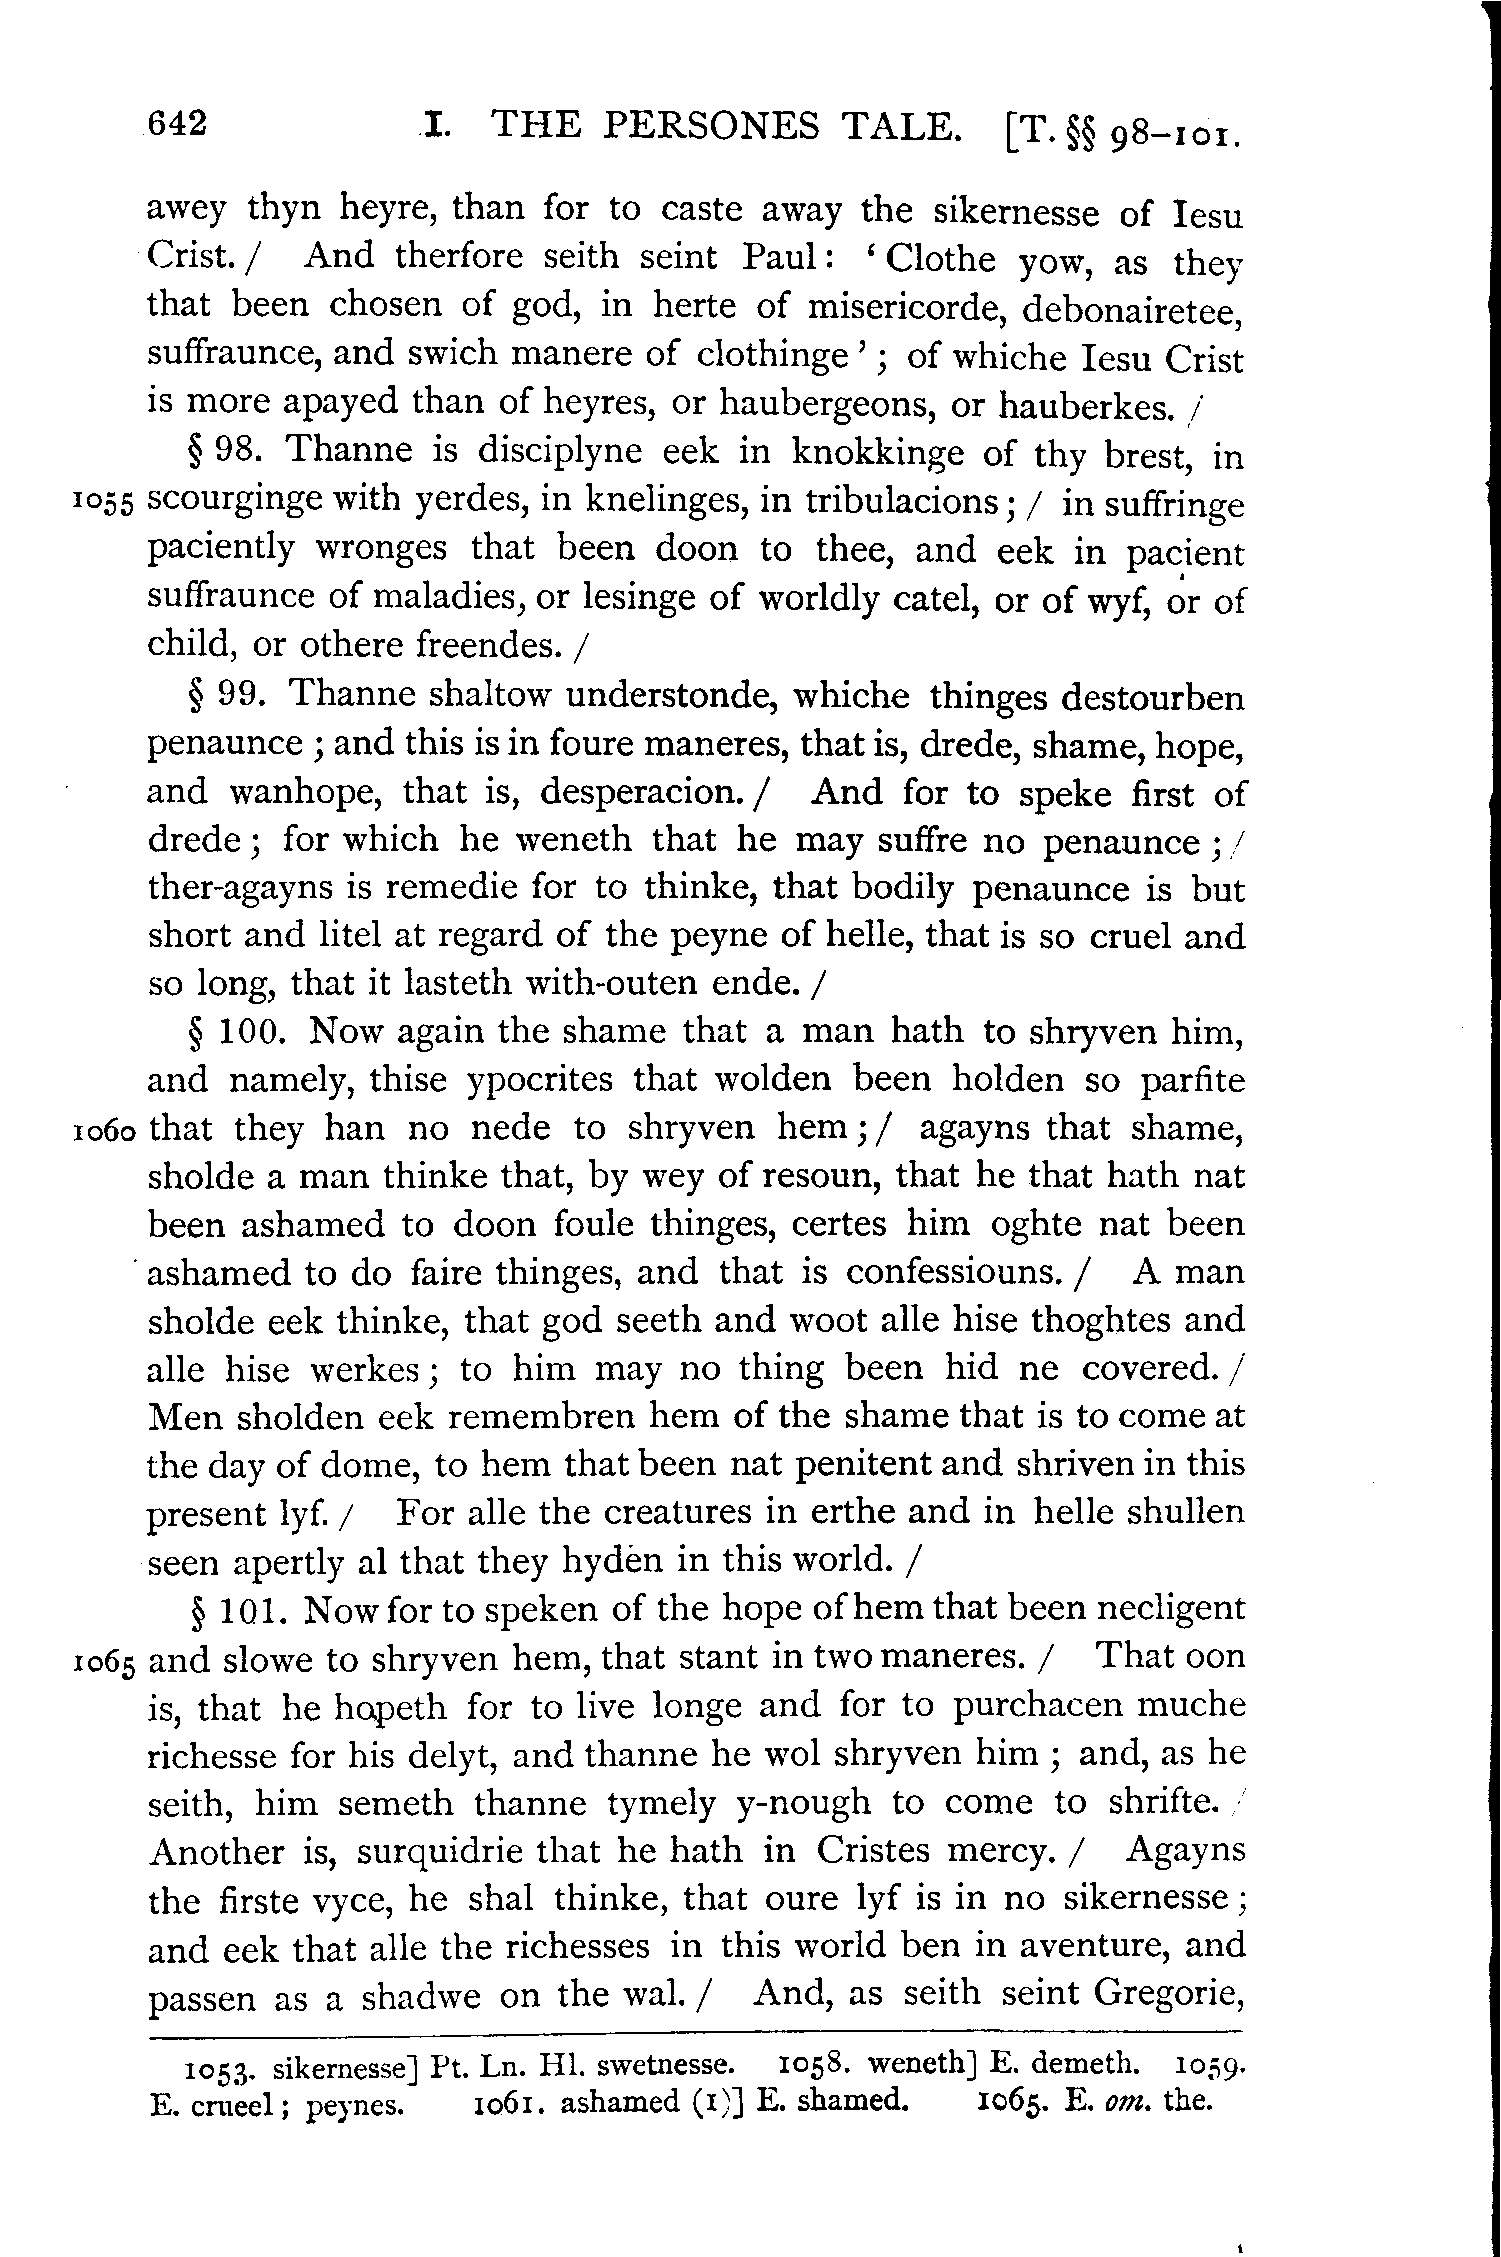 642 I. THE PERSONES TALE. [T. §§ 98–101.
awey thyn heyre, than for to caste away the sikernesse of Iesu
Crist. / And therfore seith seint Paul: ‘Clothe yow, as they
that been chosen of god, in herte of misericorde, debonairetee,
suffraunce, and swich manere of clothinge’; of whiche Iesu Crist
is more apayed than of heyres, or haubergeons, or hauberkes. /
§ 98. Thanne is disciplyne eek in knokkinge of thy brest, in
1055 scourginge with yerdes, in knelinges, in tribulacions; / in suffringe
paciently wronges that been doon to thee, and eek in pacient
suffraunce of maladies, or lesinge of worldly catel, or of wyf, or of
child, or othere freendes. /
§ 99. Thanne shaltow understonde, whiche thinges destourben
penaunce; and this is in foure maneres, that is, drede, shame, hope,
and wanhope, that is, desperacion. / And for to speke first of
drede; for which he weneth that he may suffre no penaunce; /
ther-agayns is remedie for to thinke, that bodily penaunce is but
short and litel at regard of the peyne of helle, that is so cruel and
so long, that it lasteth with-outen ende. /
§ 100. Now again the shame that a man hath to shryven him,
and namely, thise ypocrites that wolden been holden so parfite
1060 that they han no nede to shryven hem; / agayns that shame,
sholde a man thinke that, by wey of resoun, that he that hath nat
been ashamed to doon foule thinges, certes him oghte nat been
ashamed to do faire thinges, and that is confessiouns. / A man
sholde eek thinke, that god seeth and woot alle hise thoghtes and
alle hise werkes; to him may no thing been hid ne covered. /
Men sholden eek remembren hem of the shame that is to come at
the day of dome, to hem that been nat penitent and shriven in this
present lyf. / For alle the creatures in erthe and in helle shullen
seen apertly al that they hyden in this world. /
§ 101. Now for to speken of the hope of hem that been necligent
1065 and slowe to shryven hem, that stant in two maneres. / That oon
is, that he hopeth for to live longe and for to purchacen muche
richesse for his delyt, and thanne he wol shryven him; and, as he
seith, him semeth thanne tymely y-nough to come to shrifte. /
Another is, surquidrie that he hath in Cristes mercy. / Agayns
the firste vyce, he shal thinke, that oure lyf is in no sikernesse;
and eek that alle the richesses in this world ben in aventure, and
passen as a shadwe on the wal. / And, as seith seint Gregorie,
1053. sikernesse] Pt. Ln. Hl. swetnesse. 1058. weneth] E. demeth. 1059.
E. crueel; peynes. 1061. ashamed (1)] E. shamed. 1065. E. om. the.